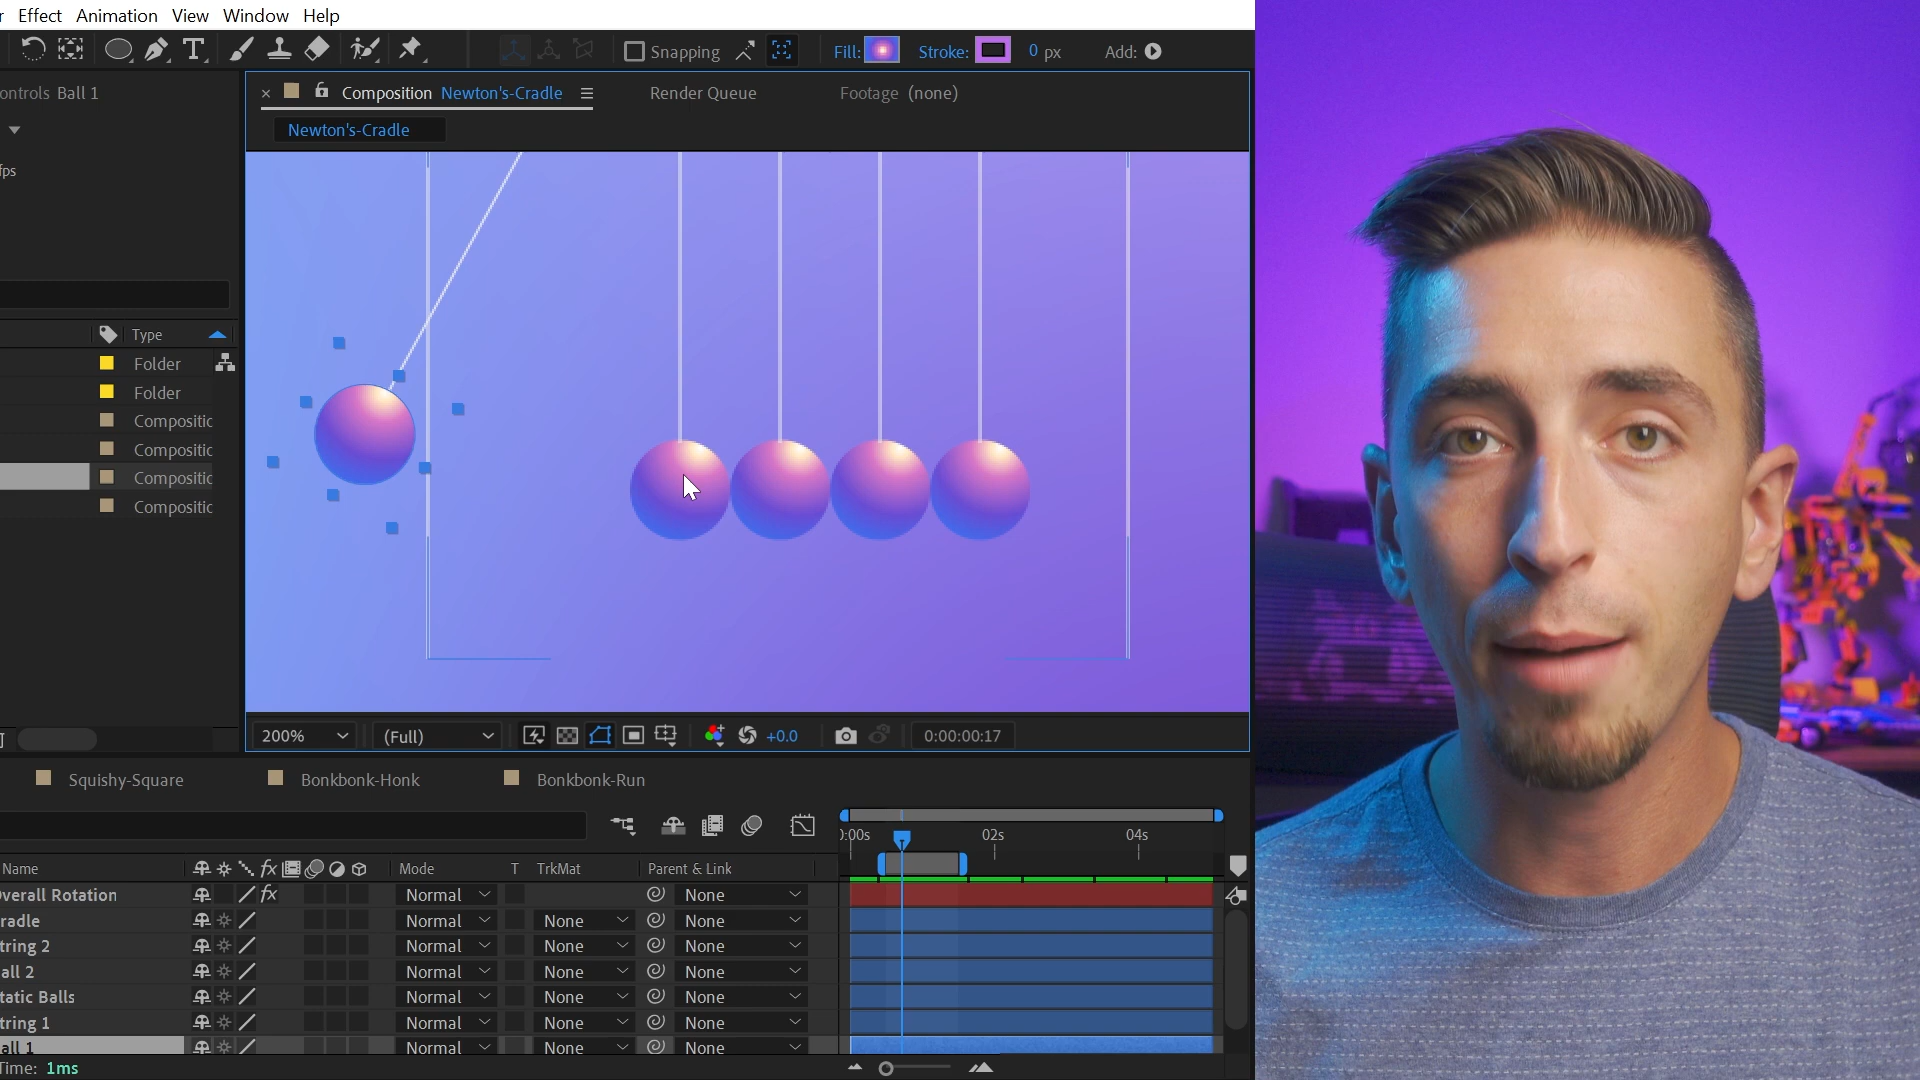 r Effect Animation View Window Help
Snapping Fill: Stroke: 0 px Add:
ontrols Ball 1
× Composition Newton's-Cradle Render Queue Footage (none)
Newton's-Cradle
fps
Type
Folder
Folder
Compositic
Compositic
Compositic
Compositic
200% (Full) +0.0 0:00:00:17
Squishy-Square Bonkbonk-Honk Bonkbonk-Run
0:00s 02s 04s
Name fx Mode T TrkMat Parent & Link
Overall Rotation fx Normal None
radle Normal None None
tring 2 Normal None None
all 2 Normal None None
tatic Balls Normal None None
tring 1 Normal None None
all 1 Normal None None
Time: 1ms